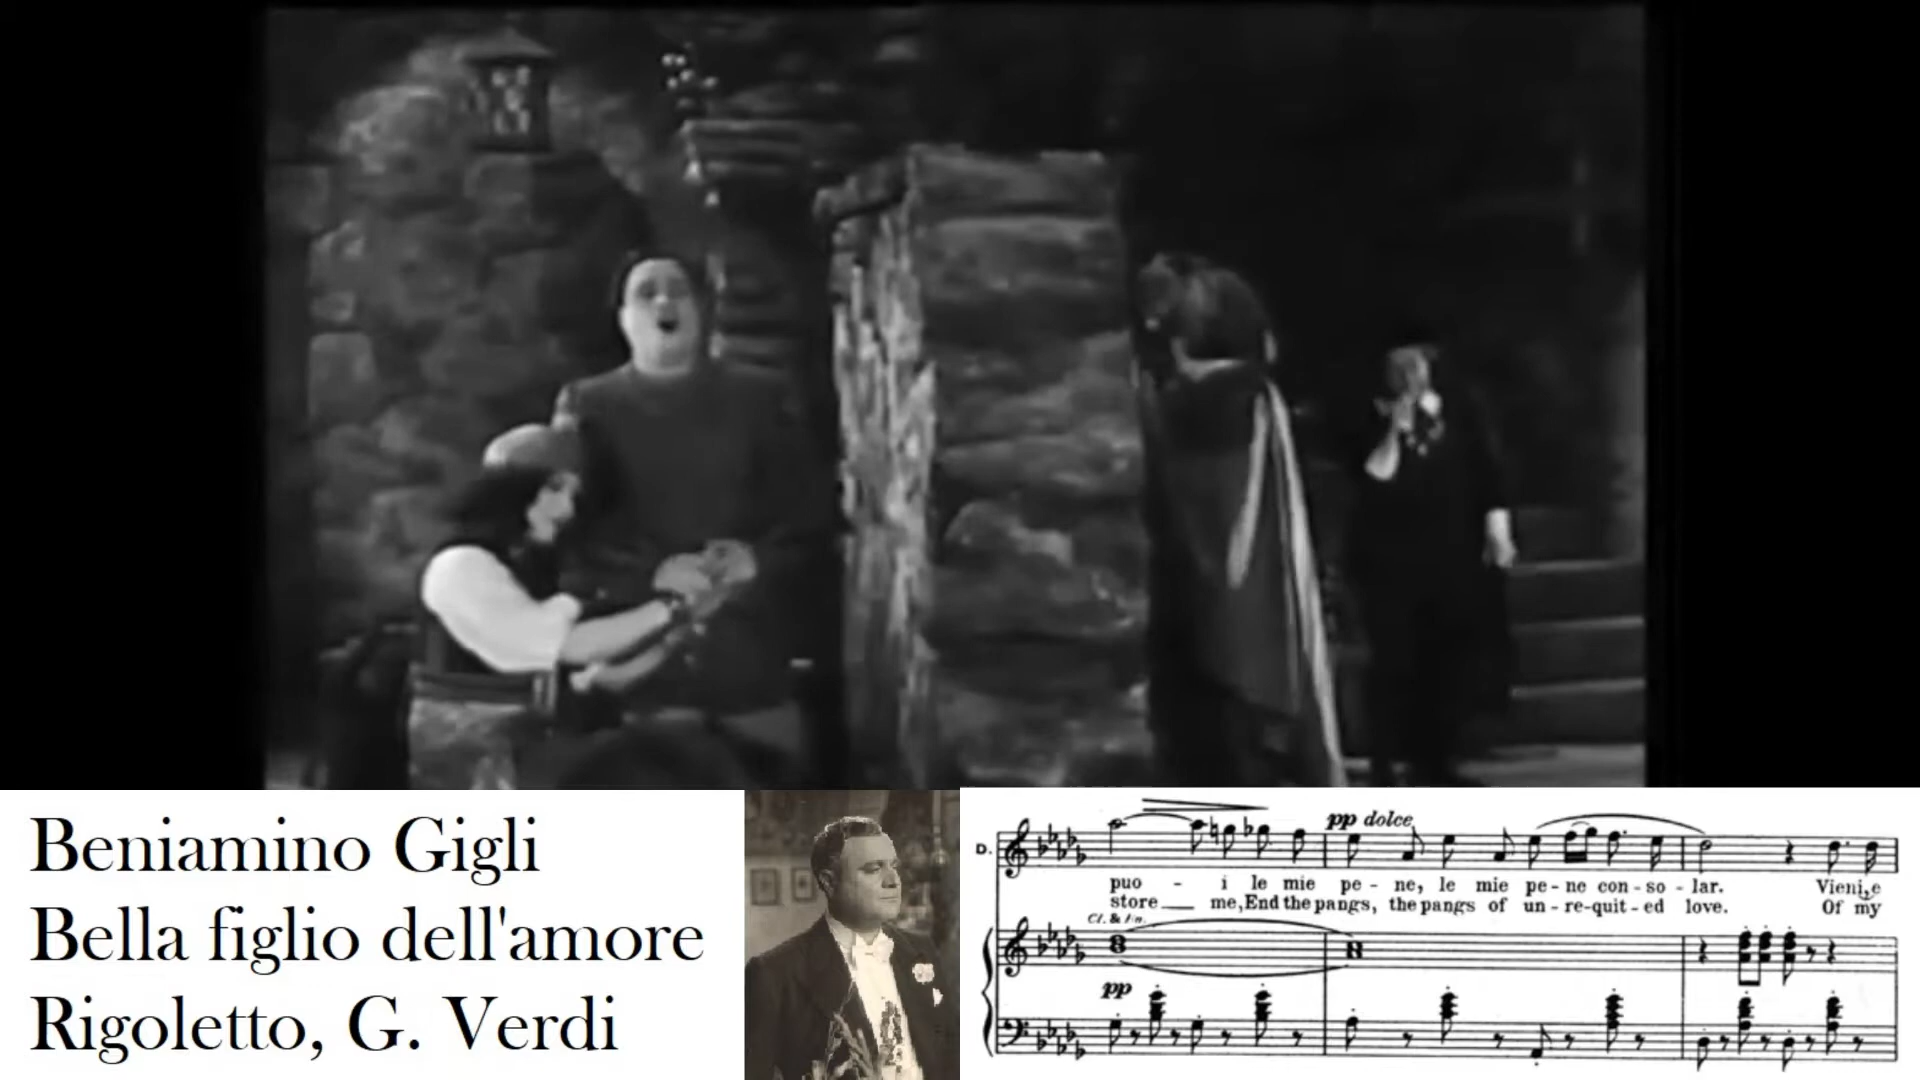 Beniamino Gigli
Bella figlio dell'amore
Rigoletto, G. Verdi
pp dolce
D.
puo - i le mie pe - ne, le mie pe - ne con - so - lar. Vieni, e
store me, End the pangs, the pangs of un - re - quit - ed love. Of my
Cl. &
pp